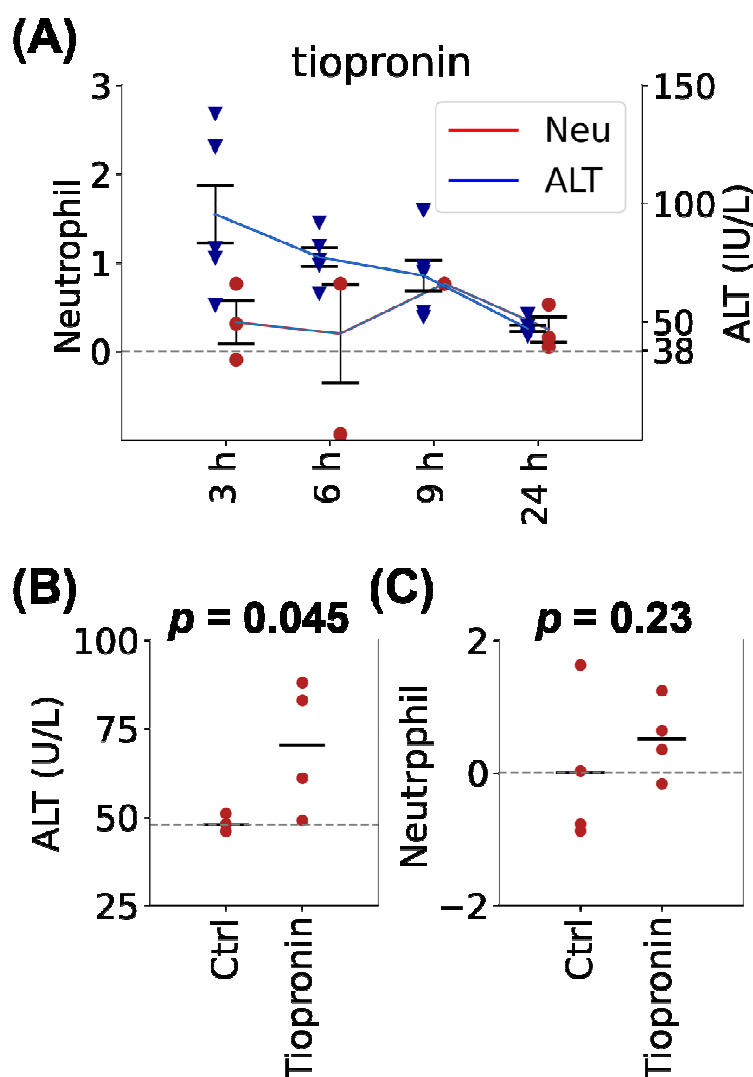 (A)
tiopronin
3
2
1
0
Neutrophil
150
100
50
38
ALT (IU/L)
Neu
ALT
3 h
6 h
9 h
24 h
(B)
p = 0.045
100
75
50
25
ALT (U/L)
Ctrl
Tiopronin
(C)
p = 0.23
2
0
−2
Neutrpphil
Ctrl
Tiopronin